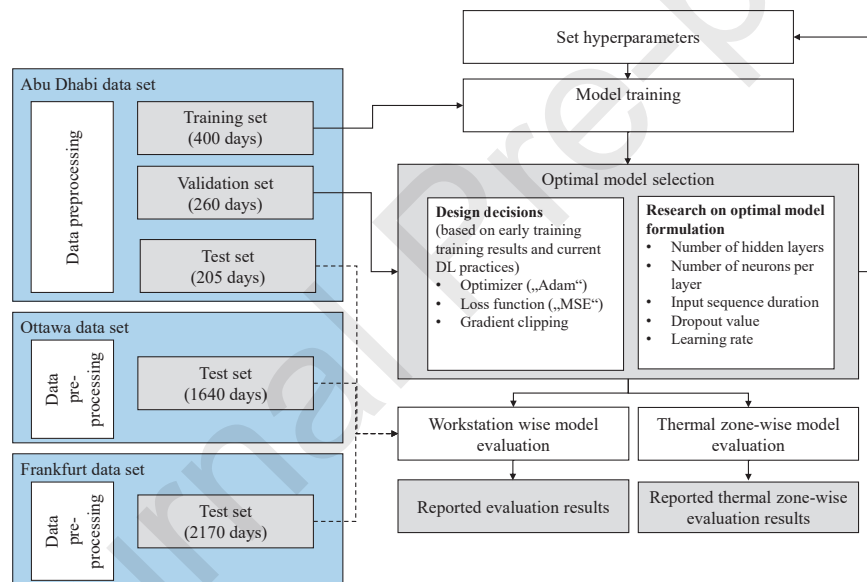 Set hyperparameters
Model training
Abu Dhabi data set
Data preprocessing
Training set
(400 days)
Validation set
(260 days)
Test set
(205 days)
Ottawa data set
Data
pre-
processing
Test set
(1640 days)
Frankfurt data set
Data
pre-
processing
Test set
(2170 days)
Optimal model selection
Design decisions
(based on early training
training results and current
DL practices)
• Optimizer („Adam“)
• Loss function („MSE“)
• Gradient clipping
Research on optimal model
formulation
• Number of hidden layers
• Number of neurons per
layer
• Input sequence duration
• Dropout value
• Learning rate
Workstation wise model
evaluation
Thermal zone-wise model
evaluation
Reported evaluation results
Reported thermal zone-wise
evaluation results
urnal Pre-p